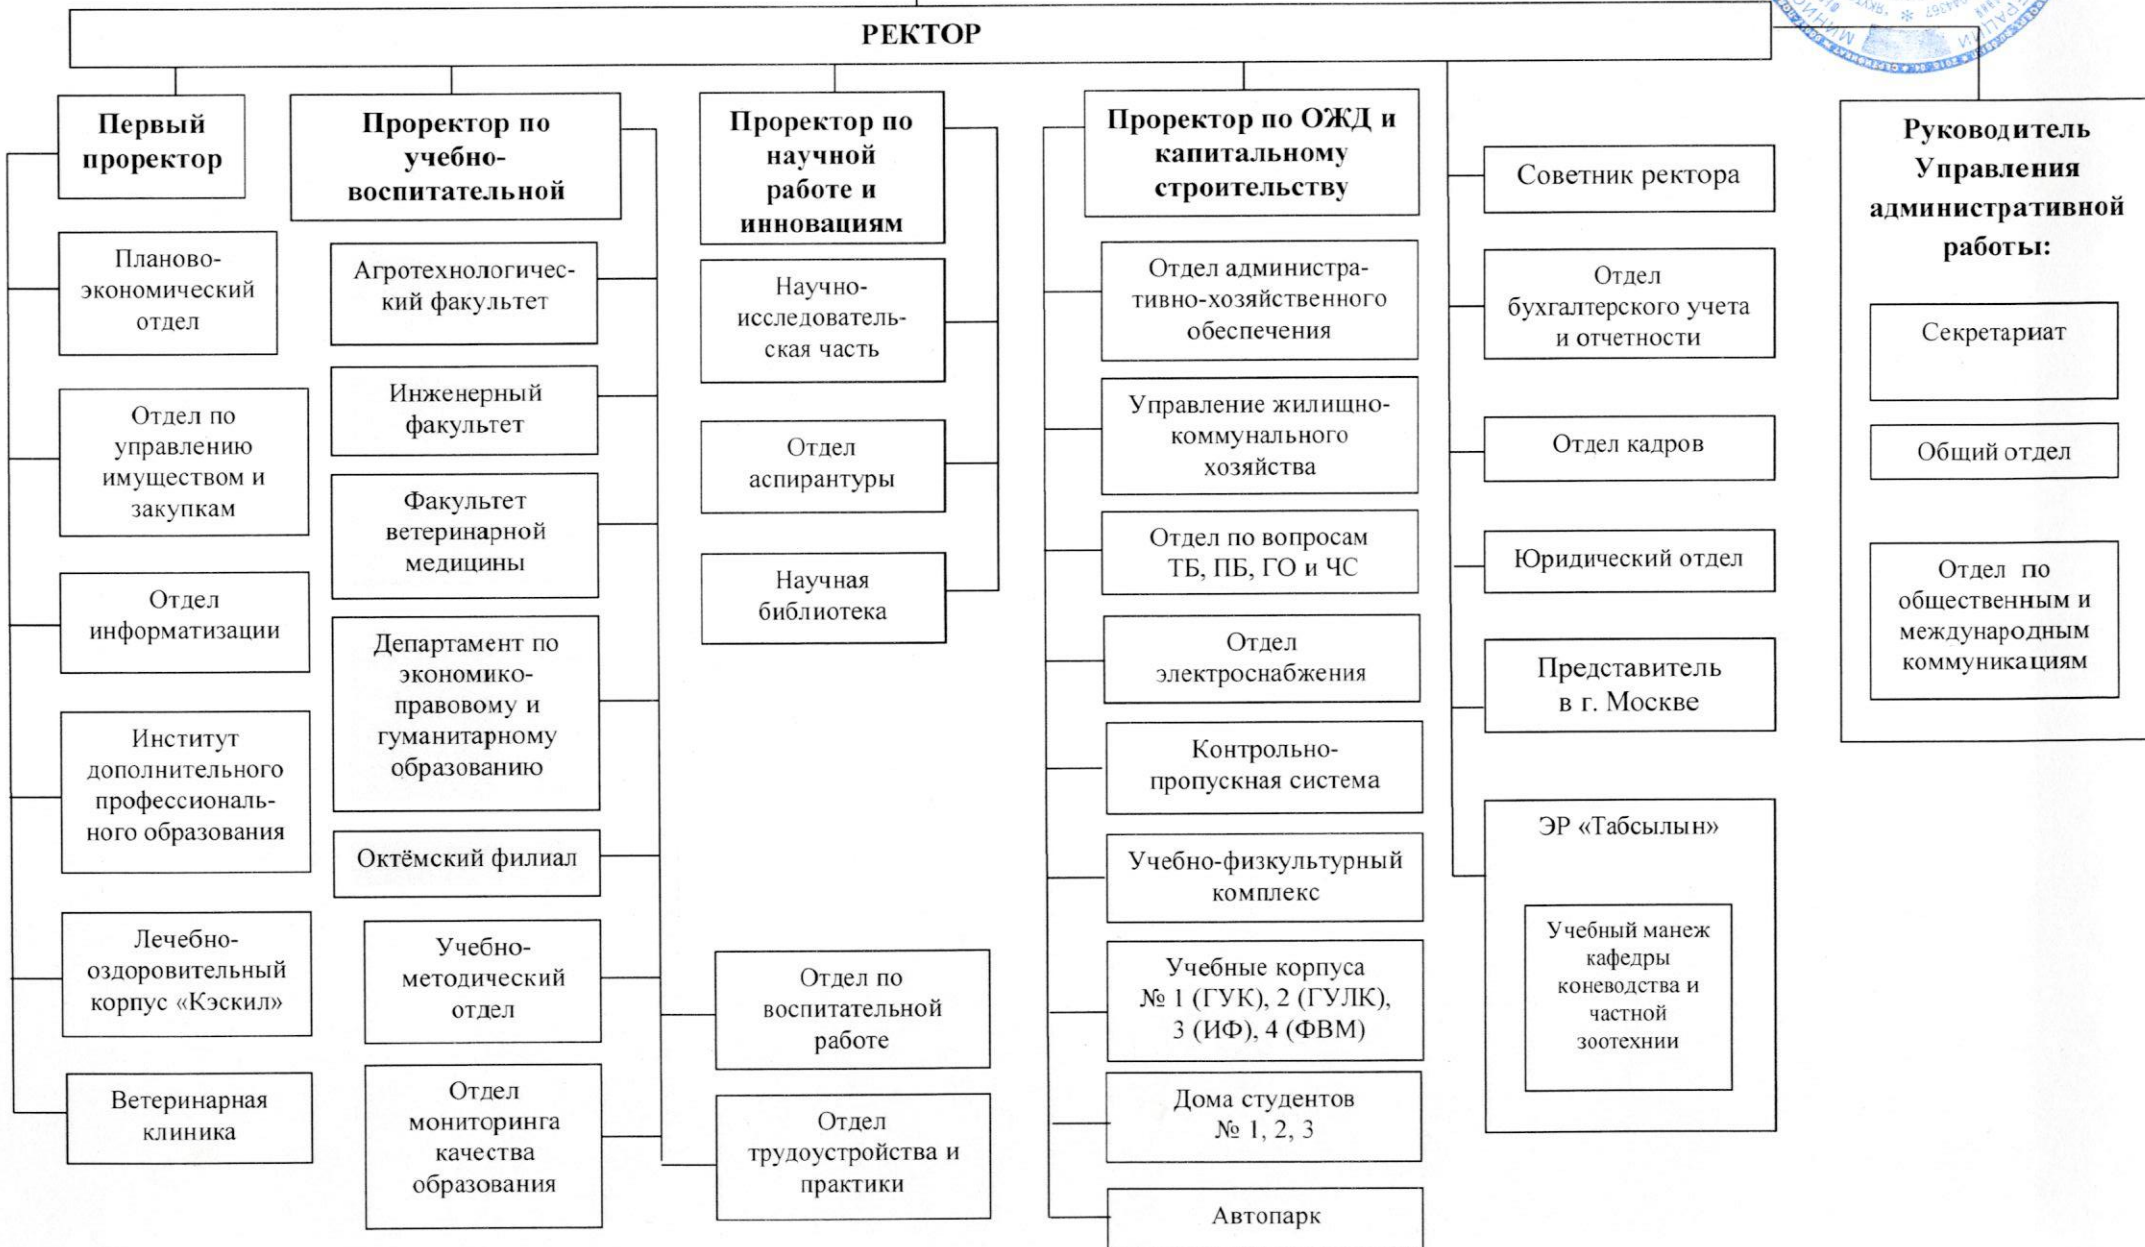 РЕКТОР
Первый
проректор
Планово-
экономический
отдел
Отдел по
управлению
имуществом и
закупкам
Отдел
информатизации
Институт
дополнительного
профессиональ-
ного образования
Лечебно-
оздоровительный
корпус «Кэскил»
Ветеринарная
клиника
Проректор по
учебно-
воспитательной
Агротехнологичес-
кий факультет
Инженерный
факультет
Факультет
ветеринарной
медицины
Департамент по
экономико-
правовому и
гуманитарному
образованию
Октёмский филиал
Учебно-
методический
отдел
Отдел
мониторинга
качества
образования
Отдел по
воспитательной
работе
Отдел
трудоустройства и
практики
Проректор по
научной
работе и
инновациям
Научно-
исследователь-
ская часть
Отдел
аспирантуры
Научная
библиотека
Проректор по ОЖД и
капитальному
строительству
Отдел администра-
тивно-хозяйственного
обеспечения
Управление жилищно-
коммунального
хозяйства
Отдел по вопросам
ТБ, ПБ, ГО и ЧС
Отдел
электроснабжения
Контрольно-
пропускная система
Учебно-физкультурный
комплекс
Учебные корпуса
№ 1 (ГУК), 2 (ГУЛК),
3 (ИФ), 4 (ФВМ)
Дома студентов
№ 1, 2, 3
Автопарк
Советник ректора
Отдел
бухгалтерского учета
и отчетности
Отдел кадров
Юридический отдел
Представитель
в г. Москве
ЭР «Табсылын»
Учебный манеж
кафедры
коневодства и
частной
зоотехнии
Руководитель
Управления
административной
работы:
Секретариат
Общий отдел
Отдел по
общественным и
международным
коммуникациям